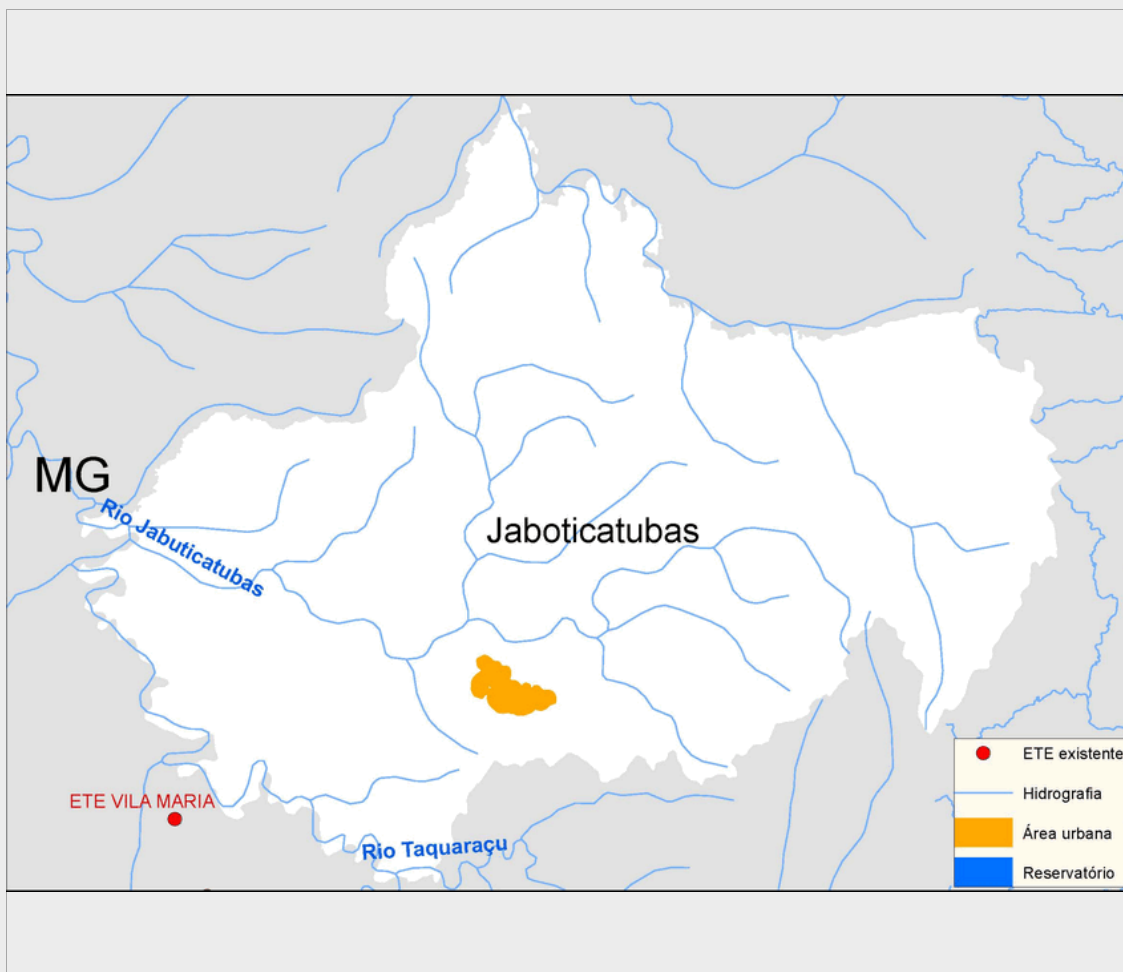 MG
Rio Jabuticatubas
Jaboticatubas
ETE VILA MARIA
Rio Taquaraçu
ETE existente
Hidrografia
Área urbana
Reservatório